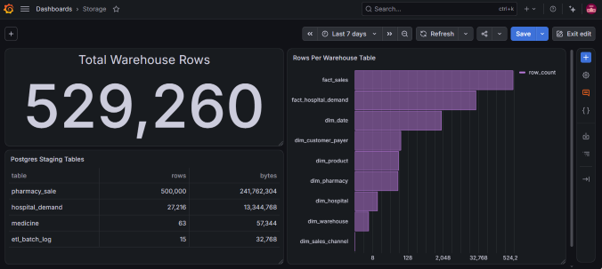 Dashboards › Storage
Search... ctrl+k
Last 7 days Refresh Save Exit edit
Total Warehouse Rows
529,260
Postgres Staging Tables
table rows bytes
pharmacy_sale 500,000 241,762,304
hospital_demand 27,216 13,344,768
medicine 63 57,344
etl_batch_log 15 32,768
Rows Per Warehouse Table
row_count
fact_sales
fact_hospital_demand
dim_date
dim_customer_payer
dim_product
dim_pharmacy
dim_hospital
dim_warehouse
dim_sales_channel
8 128 2,048 32,768 524,2